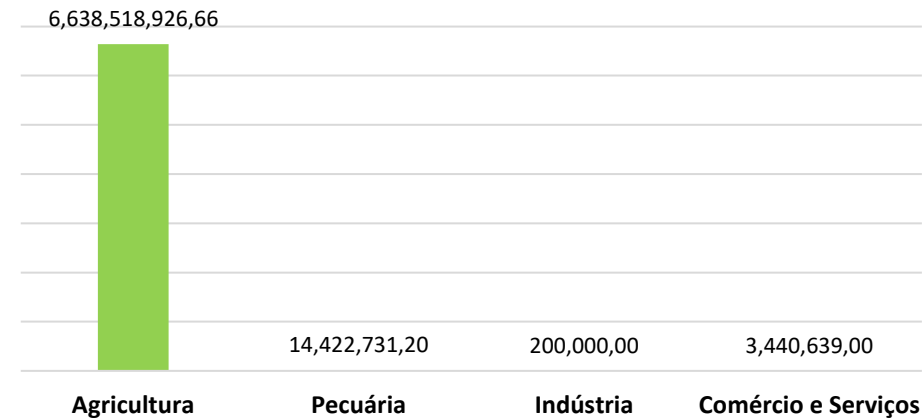 6,638,518,926,66
14,422,731,20 200,000,00 3,440,639,00
Agricultura Pecuária Indústria Comércio e Serviços